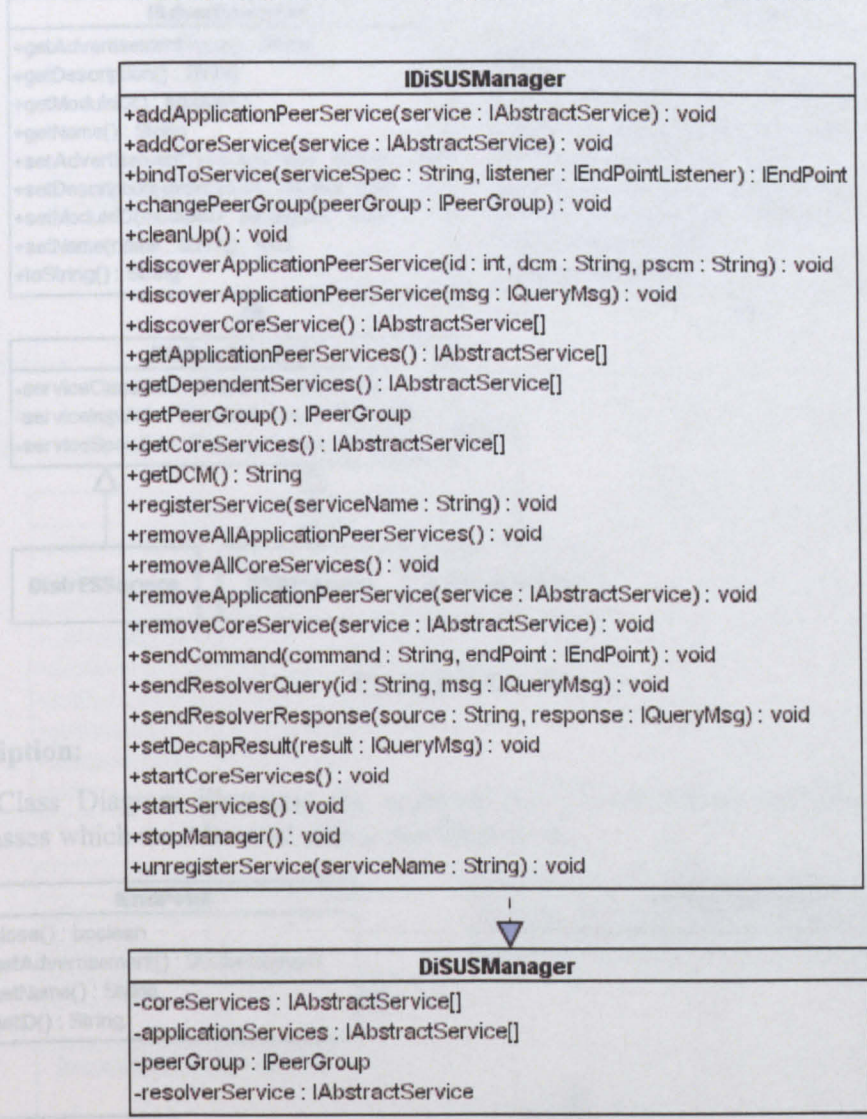 IDiSUSManager
+addApplicationPeerService(service : IAbstractService) : void
+addCoreService(service : IAbstractService) : void
+bindToService(serviceSpec : String, listener : IEndPointListener) : IEndPoint
+changePeerGroup(peerGroup : IPeerGroup) : void
+cleanUp() : void
+discoverApplicationPeerService(id : int, dcm : String, pscm : String) : void
+discoverApplicationPeerService(msg : IQueryMsg) : void
+discoverCoreService() : IAbstractService[]
+getApplicationPeerServices() : IAbstractService[]
+getDependentServices() : IAbstractService[]
+getPeerGroup() : IPeerGroup
+getCoreServices() : IAbstractService[]
+getDCM() : String
+registerService(serviceName : String) : void
+removeAllApplicationPeerServices() : void
+removeAllCoreServices() : void
+removeApplicationPeerService(service : IAbstractService) : void
+removeCoreService(service : IAbstractService) : void
+sendCommand(command : String, endPoint : IEndPoint) : void
+sendResolverQuery(id : String, msg : IQueryMsg) : void
+sendResolverResponse(source : String, response : IQueryMsg) : void
+setDecapResult(result : IQueryMsg) : void
+startCoreServices() : void
+startServices() : void
+stopManager() : void
+unregisterService(serviceName : String) : void
DiSUSManager
-coreServices : IAbstractService[]
-applicationServices : IAbstractService[]
-peerGroup : IPeerGroup
-resolverService : IAbstractService